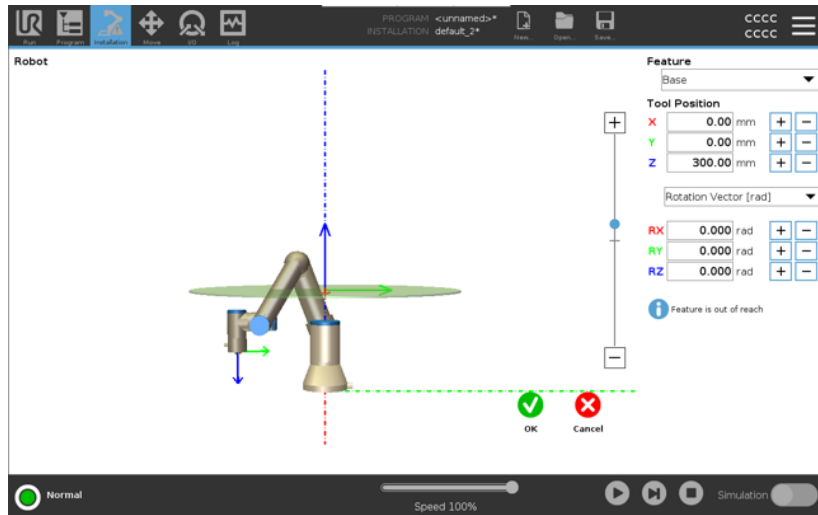 UR
PROGRAM <unnamed>*
INSTALLATION default_2*
CCCC
CCCC
Run Program Installation Move I/O Log New... Open... Save...
Robot
Feature
Base
Tool Position
X 0.00 mm + −
Y 0.00 mm + −
Z 300.00 mm + −
Rotation Vector [rad]
RX 0.000 rad + −
RY 0.000 rad + −
RZ 0.000 rad + −
Feature is out of reach
OK Cancel
Normal
Speed 100%
Simulation